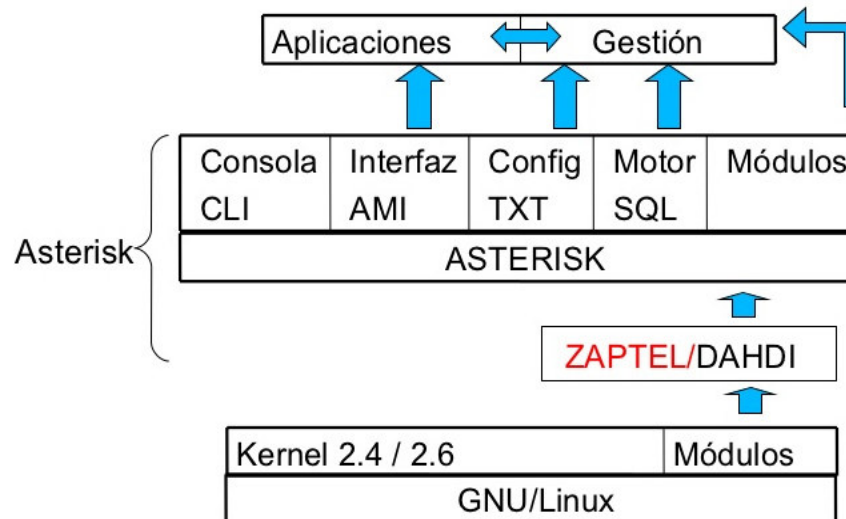 Aplicaciones Gestión
Consola Interfaz Config Motor Módulos
CLI AMI TXT SQL
Asterisk
ASTERISK
ZAPTEL/DAHDI
Kernel 2.4 / 2.6 Módulos
GNU/Linux